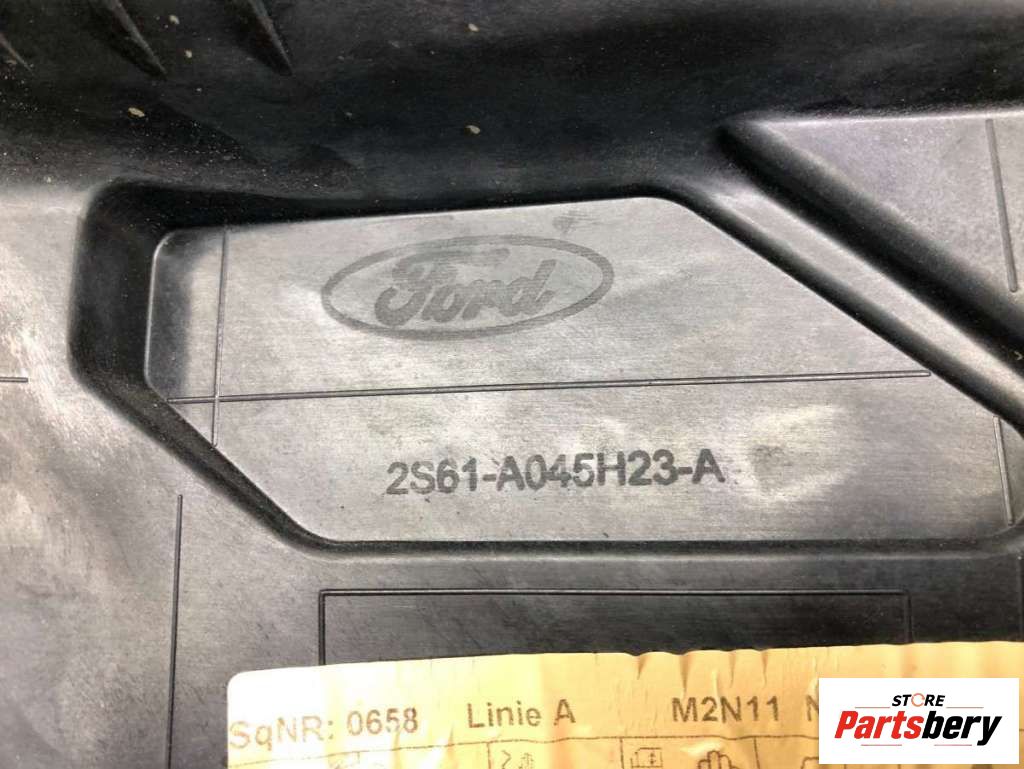 Ford
2S61-A045H23-A
SqNR: 0658 Linie A M2N11
STORE
Partsbery